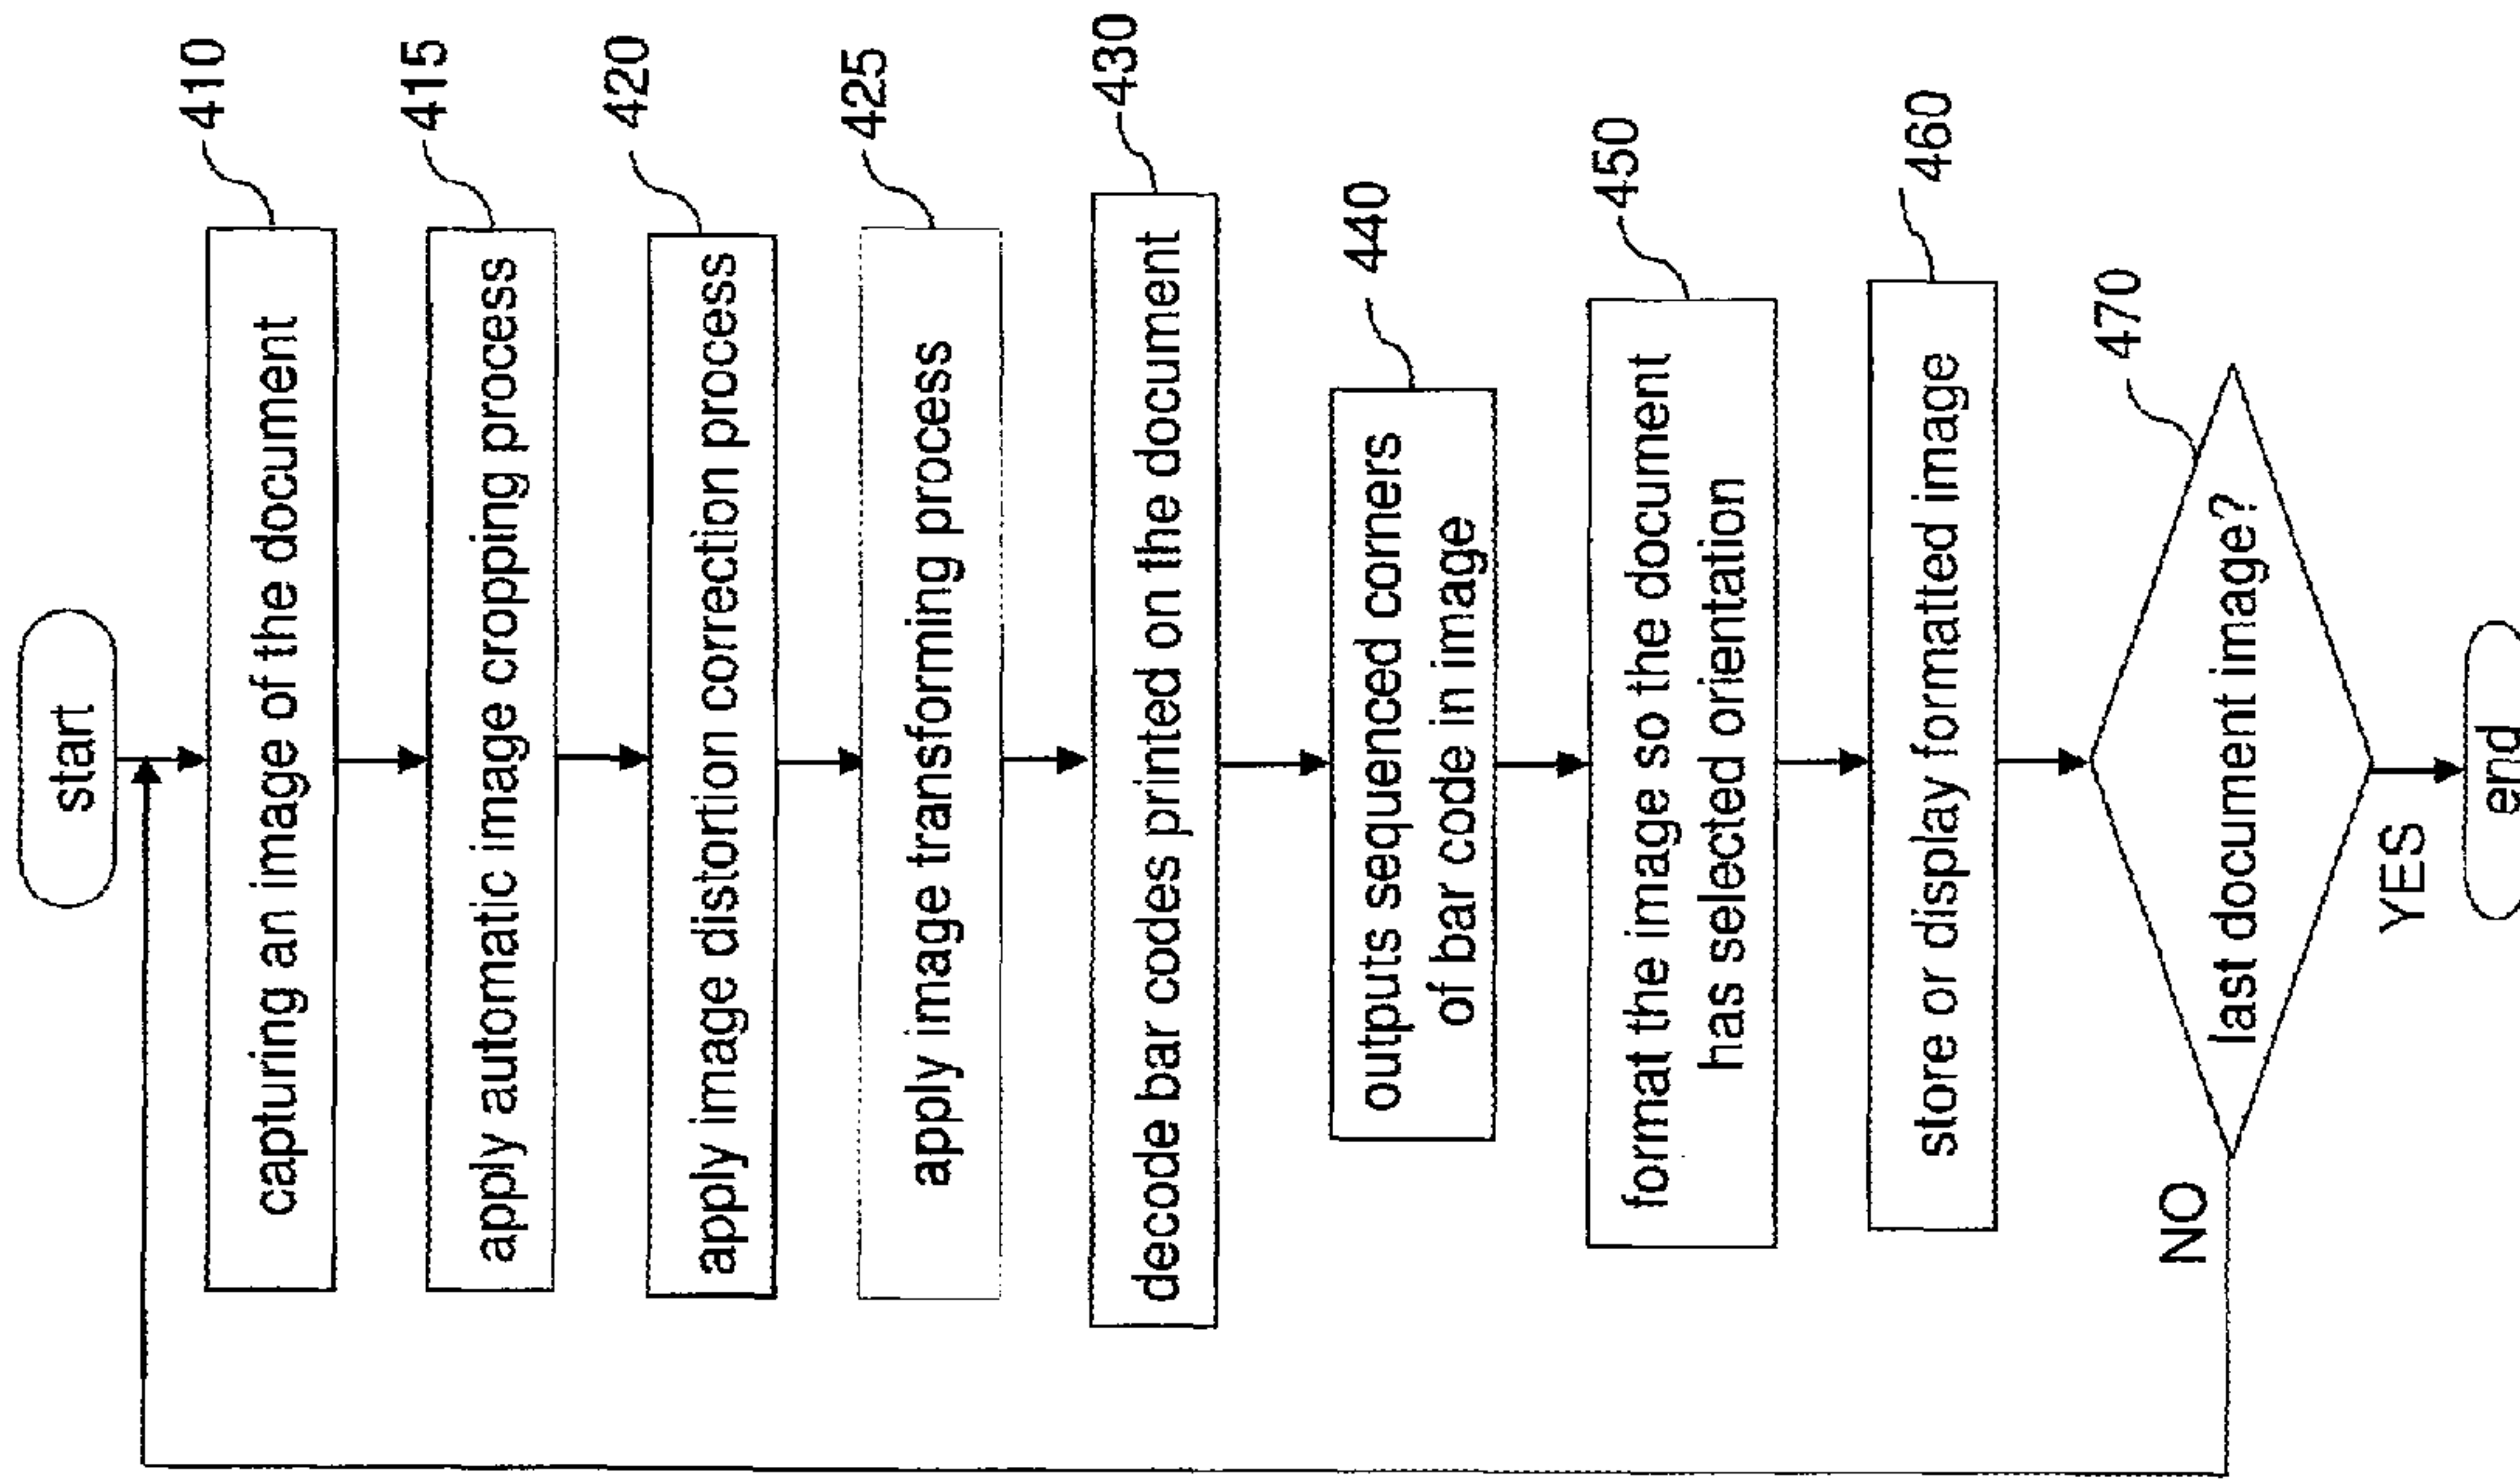 start
410
capturing an image of the document
415
apply automatic image cropping process
420
apply image distortion correction process
425
apply image transforming process
430
decode bar codes printed on the document
440
outputs sequenced corners
of bar code in image
450
format the image so the document
has selected orientation
460
store or display formatted image
470
last document image?
NO
YES
end